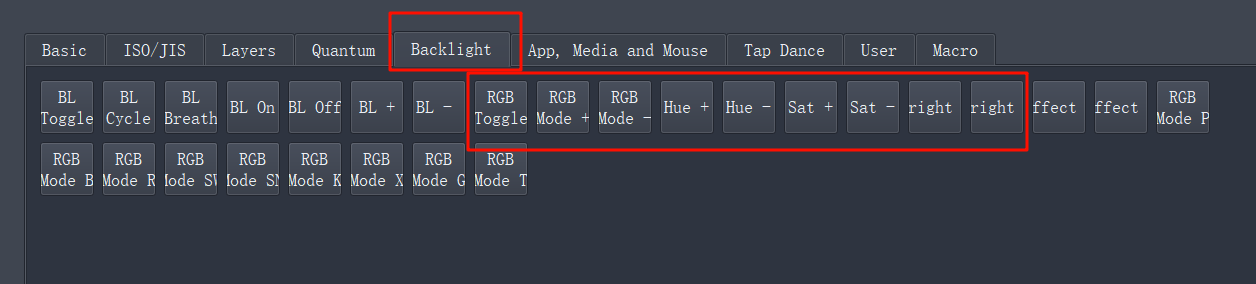 Basic ISO/JIS Layers Quantum Backlight App, Media and Mouse Tap Dance User Macro
BL BL BL BL On BL Off BL + BL - RGB RGB RGB Hue + Hue - Sat + Sat - right right ffect ffect RGB
Toggle Cycle Breath Toggle Mode + Mode - Mode P
RGB RGB RGB RGB RGB RGB RGB RGB
Mode B Mode R Mode SW Mode SN Mode K Mode X Mode G Mode T